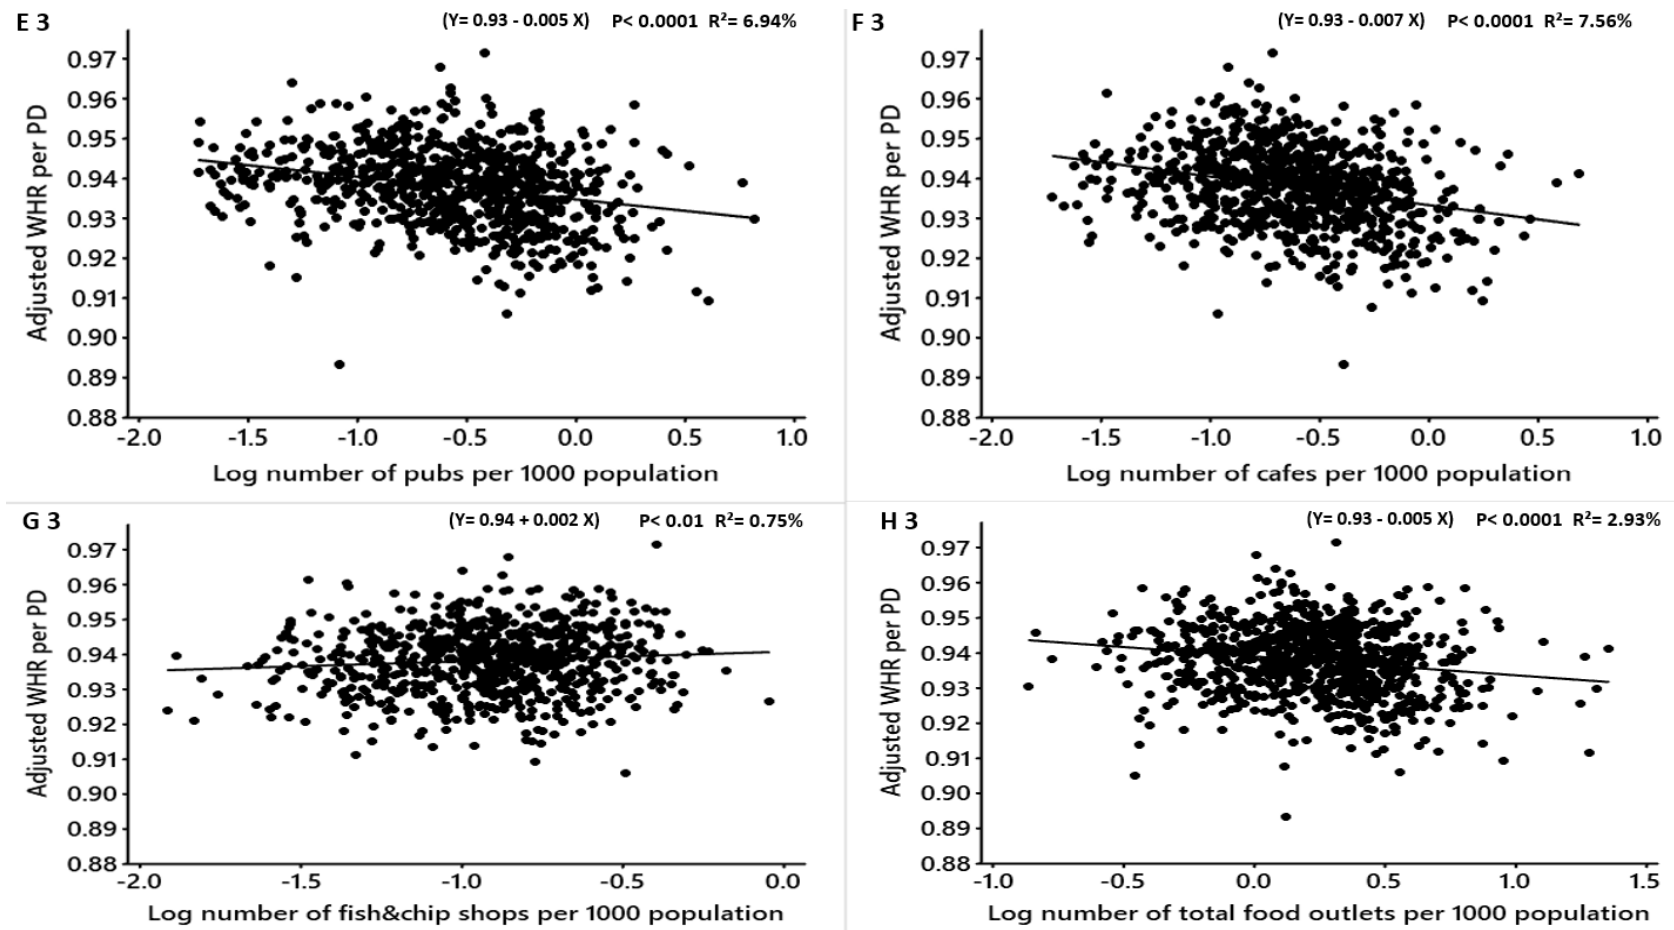 E 3
(Y= 0.93 - 0.005 X) P< 0.0001 R²= 6.94%
Adjusted WHR per PD
0.97
0.96
0.95
0.94
0.93
0.92
0.91
0.90
0.89
0.88
-2.0 -1.5 -1.0 -0.5 0.0 0.5 1.0
Log number of pubs per 1000 population
F 3
(Y= 0.93 - 0.007 X) P< 0.0001 R²= 7.56%
Adjusted WHR per PD
0.97
0.96
0.95
0.94
0.93
0.92
0.91
0.90
0.89
0.88
-2.0 -1.5 -1.0 -0.5 0.0 0.5 1.0
Log number of cafes per 1000 population
G 3
(Y= 0.94 + 0.002 X) P< 0.01 R²= 0.75%
Adjusted WHR per PD
0.97
0.96
0.95
0.94
0.93
0.92
0.91
0.90
0.89
0.88
-2.0 -1.5 -1.0 -0.5 0.0
Log number of fish&chip shops per 1000 population
H 3
(Y= 0.93 - 0.005 X) P< 0.0001 R²= 2.93%
Adjusted WHR per PD
0.97
0.96
0.95
0.94
0.93
0.92
0.91
0.90
0.89
0.88
-1.0 -0.5 0.0 0.5 1.0 1.5
Log number of total food outlets per 1000 population